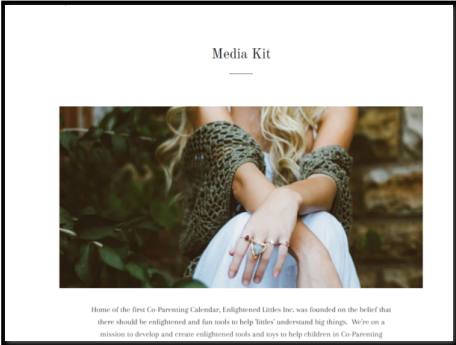 Media Kit
Home of the first Co-Parenting Calendar, Enlightened Littles Inc. was founded on the belief that
there should be enlightened and fun tools to help 'littles' understand big things. We're on a
mission to develop and create enlightened tools and toys to help children in Co-Parenting